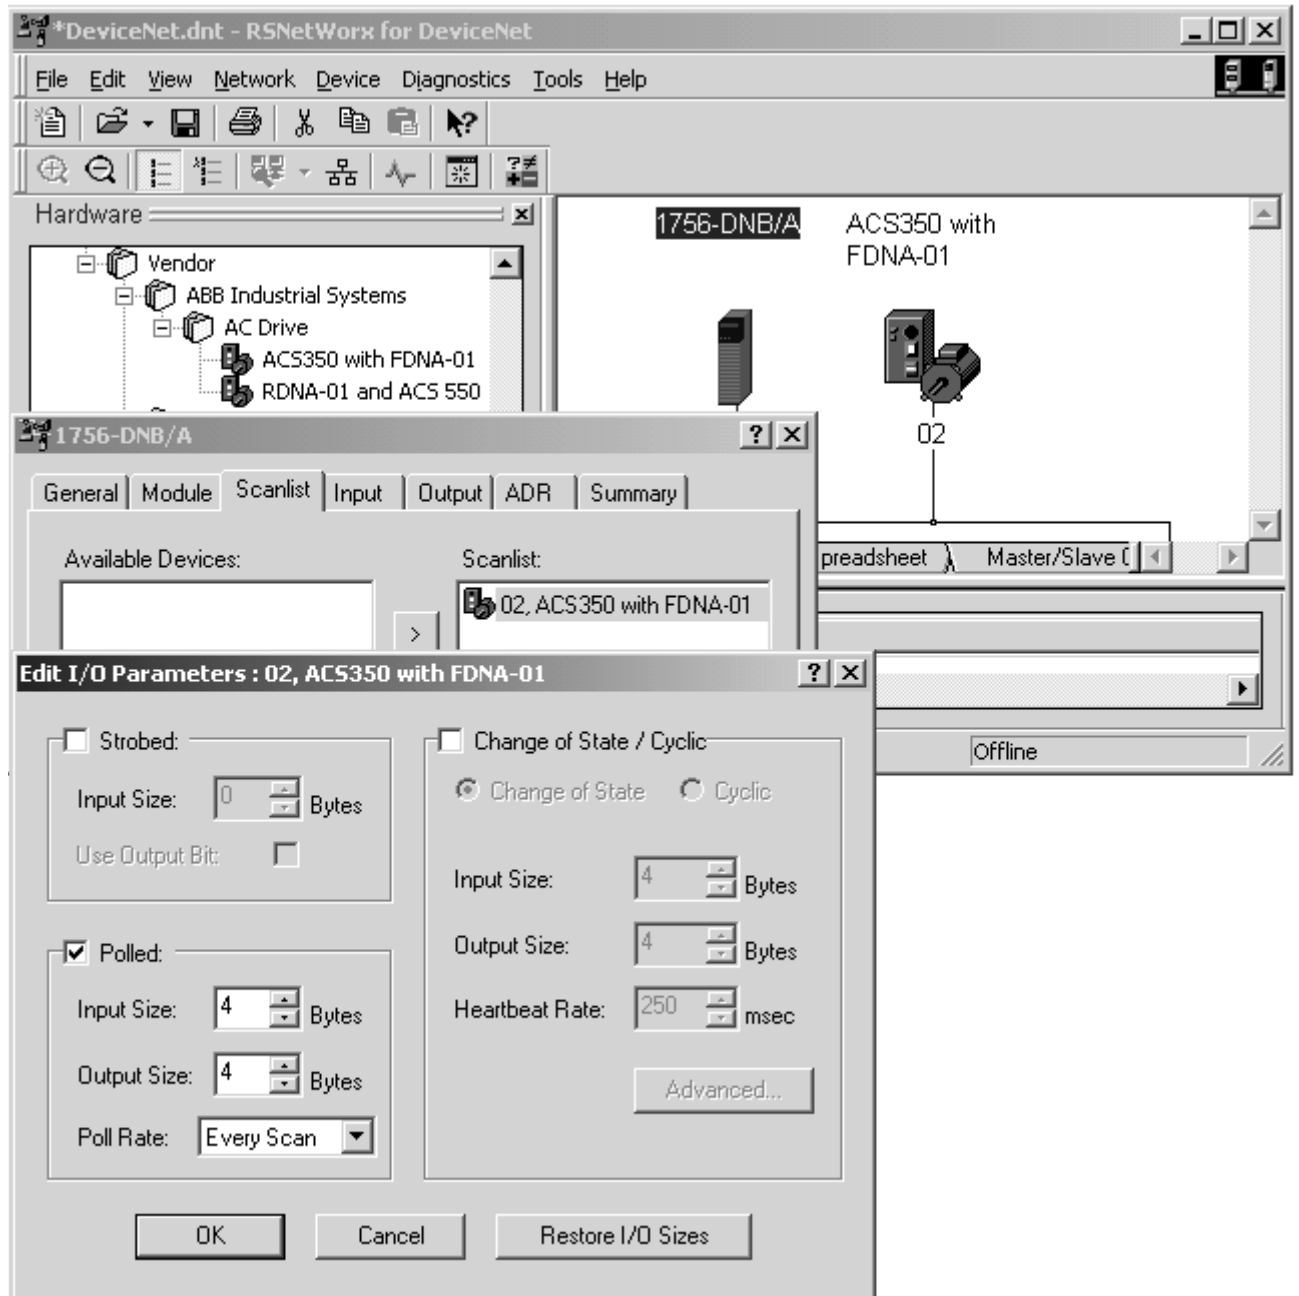 *DeviceNet.dnt - RSNetWorx for DeviceNet
File Edit View Network Device Diagnostics Tools Help
Hardware
Vendor
ABB Industrial Systems
AC Drive
ACS350 with FDNA-01
RDNA-01 and ACS 550
1756-DNB/A
ACS350 with
FDNA-01
02
preadsheet Master/Slave C
Offline
1756-DNB/A
General Module Scanlist Input Output ADR Summary
Available Devices:
Scanlist:
>
02, ACS350 with FDNA-01
Edit I/O Parameters : 02, ACS350 with FDNA-01
Strobed:
Input Size: 0 Bytes
Use Output Bit:
Polled:
Input Size: 4 Bytes
Output Size: 4 Bytes
Poll Rate: Every Scan
Change of State / Cyclic
Change of State Cyclic
Input Size: 4 Bytes
Output Size: 4 Bytes
Heartbeat Rate: 250 msec
Advanced...
OK Cancel Restore I/O Sizes